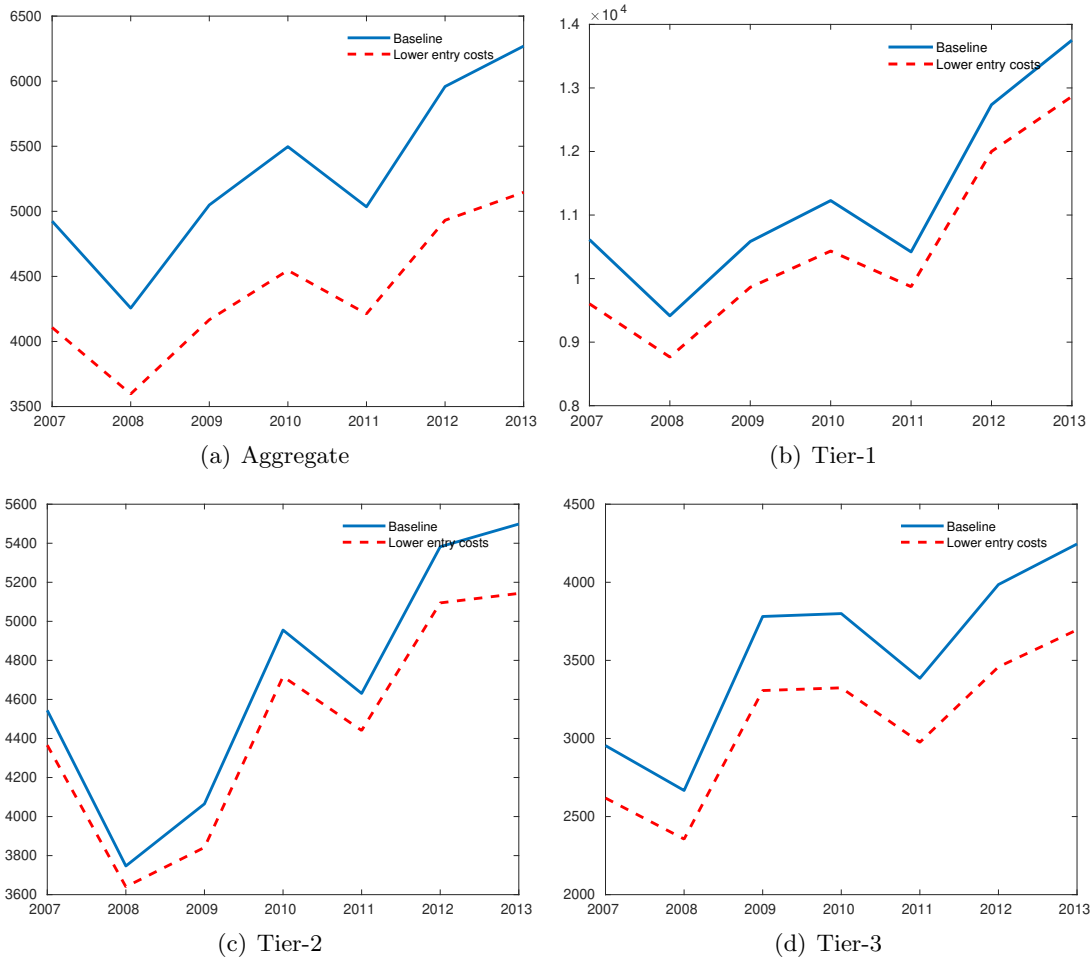 6500
6000
5500
5000
4500
4000
3500
2007 2008 2009 2010 2011 2012 2013
Baseline
Lower entry costs
(a) Aggregate
×10⁴
1.4
1.3
1.2
1.1
1
0.9
0.8
2007 2008 2009 2010 2011 2012 2013
Baseline
Lower entry costs
(b) Tier-1
5600
5400
5200
5000
4800
4600
4400
4200
4000
3800
3600
2007 2008 2009 2010 2011 2012 2013
Baseline
Lower entry costs
(c) Tier-2
4500
4000
3500
3000
2500
2000
2007 2008 2009 2010 2011 2012 2013
Baseline
Lower entry costs
(d) Tier-3